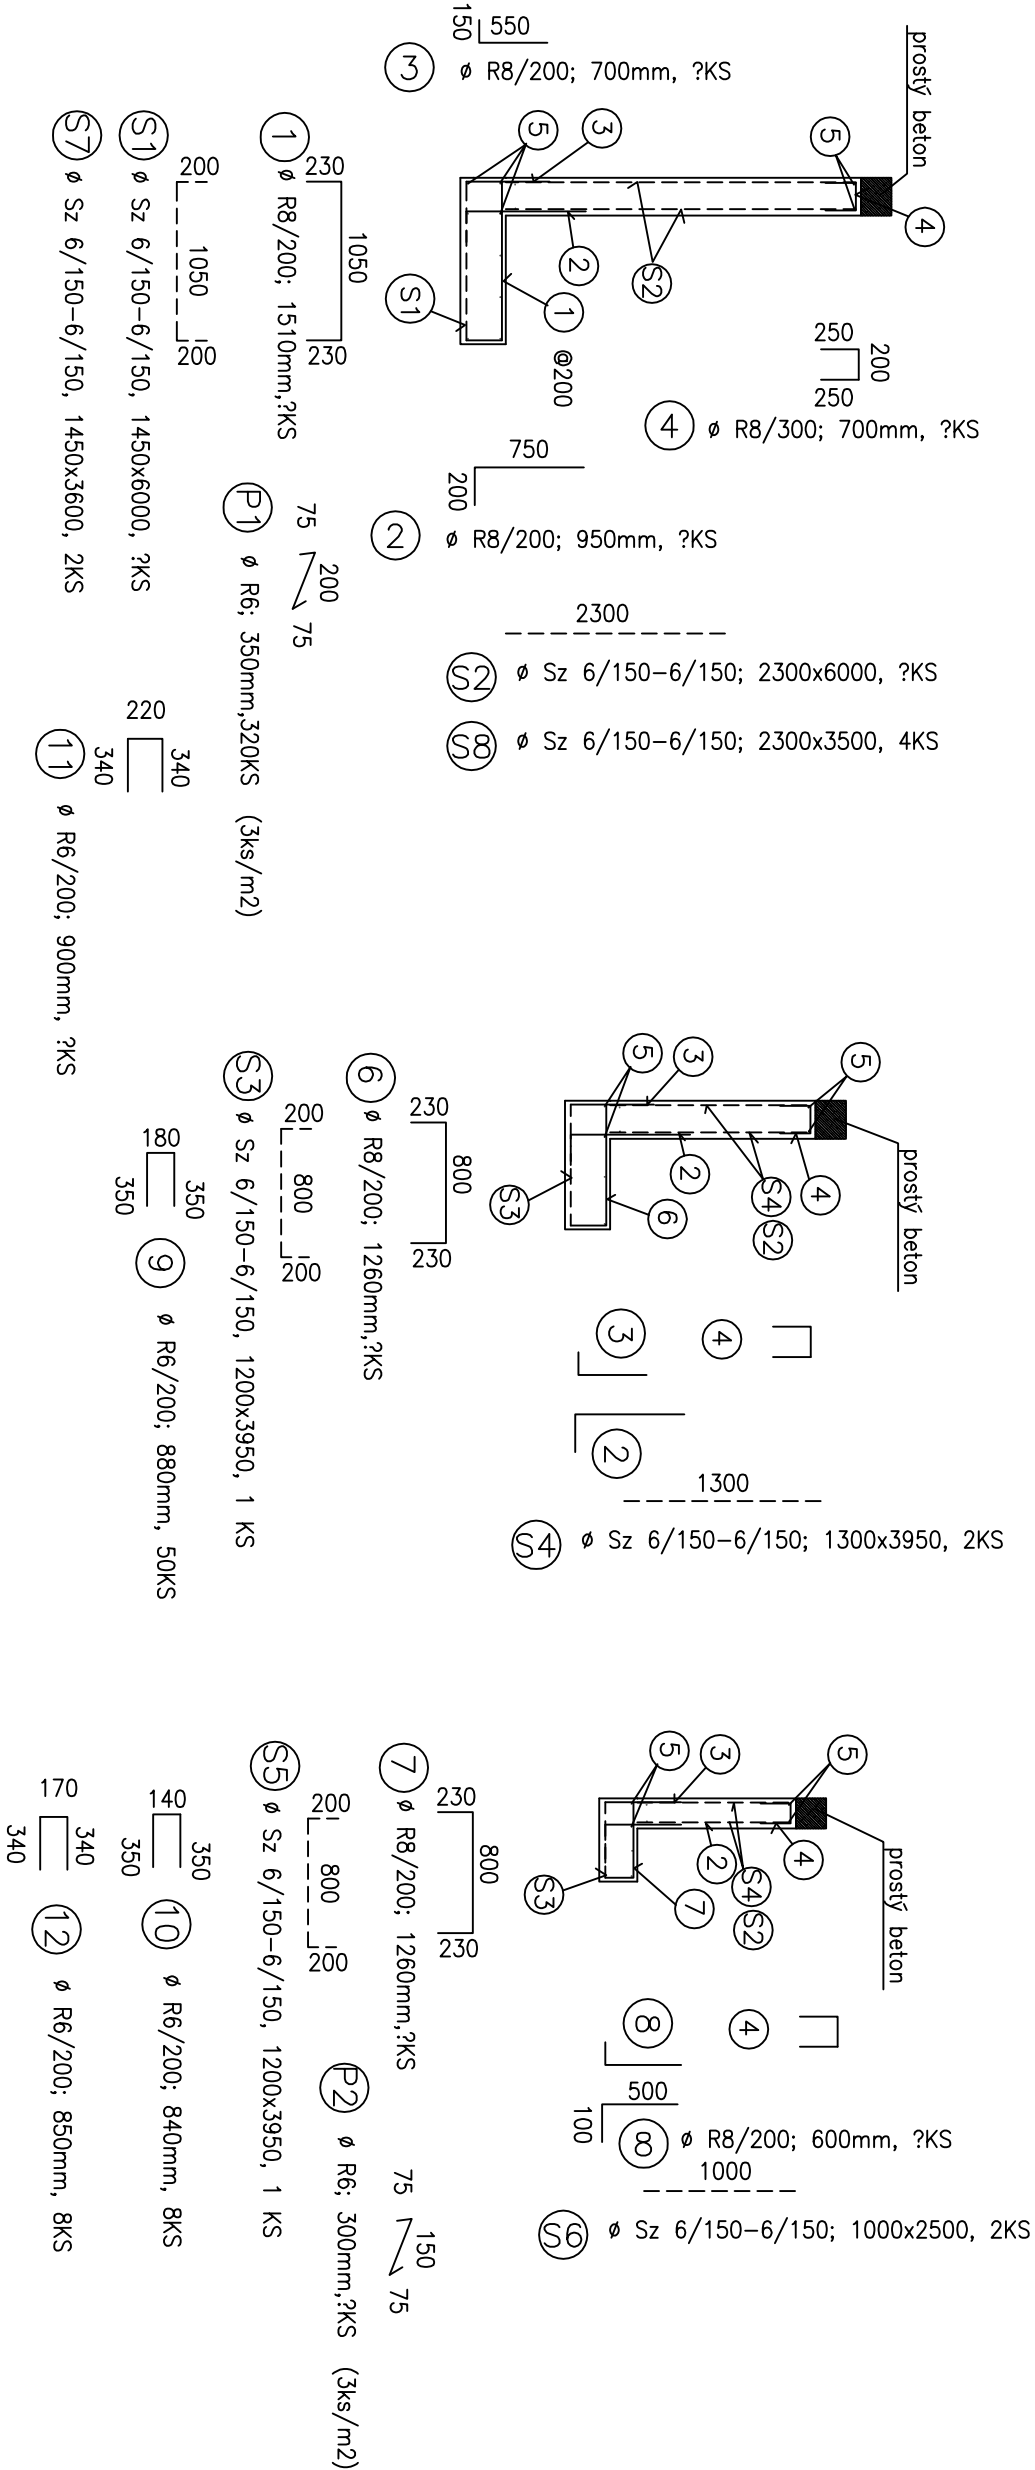 150
550
3
ø R8/200; 700mm, ?KS
prostý beton
5
3
5
4
2
S2
S1
1
@200
250
200
250
4
ø R8/300; 700mm, ?KS
1
ø R8/200; 1510mm,?KS
230
1050
230
S1
ø Sz 6/150-6/150, 1450x6000, ?KS
200
1050
200
S7
ø Sz 6/150-6/150, 1450x3600, 2KS
750
200
2
ø R8/200; 950mm, ?KS
P1
ø R6; 350mm,320KS (3ks/m2)
75
200
75
2300
S2
ø Sz 6/150-6/150; 2300x6000, ?KS
S8
ø Sz 6/150-6/150; 2300x3500, 4KS
220
340
340
11
ø R6/200; 900mm, ?KS
5
3
5
prostý beton
2
S4
S2
4
S3
6
6
ø R8/200; 1260mm,?KS
230
800
230
S3
ø Sz 6/150-6/150, 1200x3950, 1 KS
200
800
200
180
350
350
9
ø R6/200; 880mm, 50KS
3
4
2
1300
S4
ø Sz 6/150-6/150; 1300x3950, 2KS
5
3
5
prostý beton
2
S4
S2
4
S3
7
7
ø R8/200; 1260mm,?KS
230
800
230
S5
ø Sz 6/150-6/150, 1200x3950, 1 KS
200
800
200
140
350
350
10
ø R6/200; 840mm, 8KS
170
340
340
12
ø R6/200; 850mm, 8KS
8
4
500
100
8
ø R8/200; 600mm, ?KS
1000
S6
ø Sz 6/150-6/150; 1000x2500, 2KS
P2
ø R6; 300mm,?KS (3ks/m2)
75
150
75